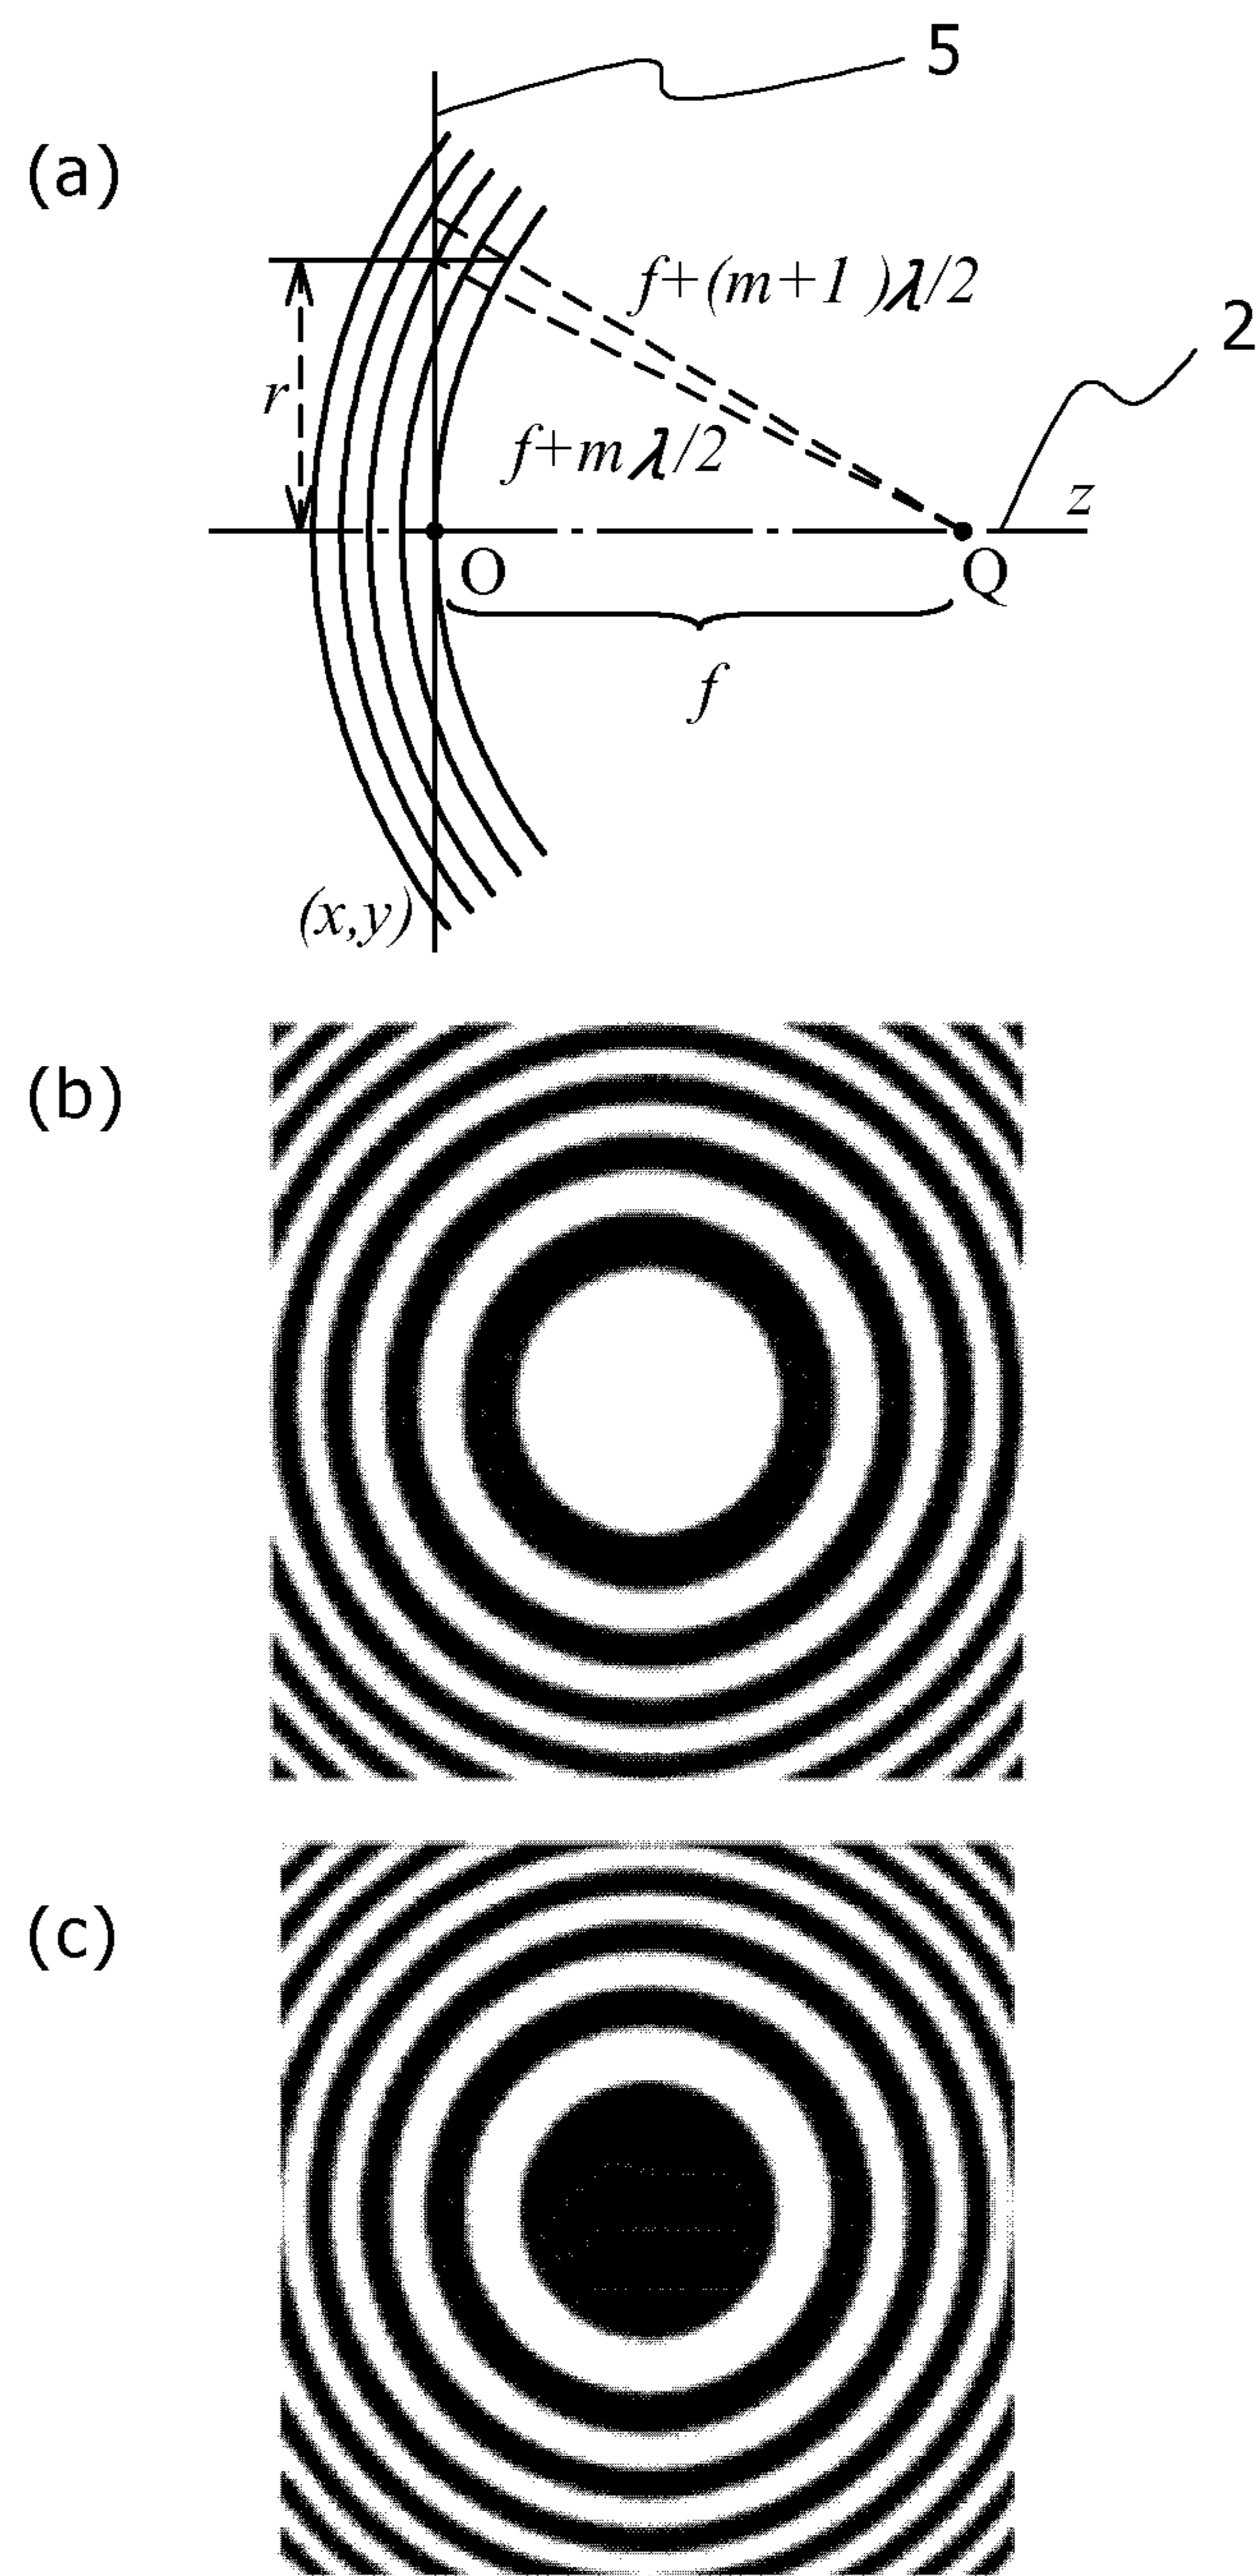 5
(a)
f+(m+1 )λ/2
2
r
f+mλ/2
z
O
Q
f
(x,y)
(b)
(c)